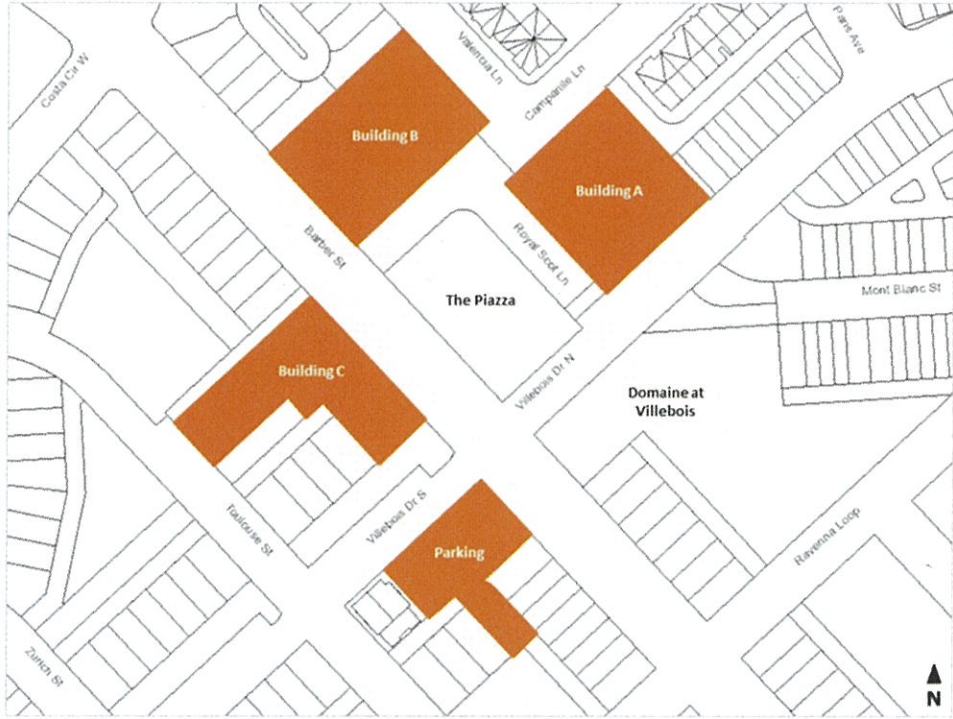 Costa Cir W
Valencia Ln
Campanile Ln
Paris Ave
Building B
Building A
Barber St
Royal Scot Ln
The Piazza
Mont Blanc St
Building C
Villebois Dr N
Domaine at
Villebois
Toulouse St
Villebois Dr S
Parking
Ravenna Loop
Zurich St
N